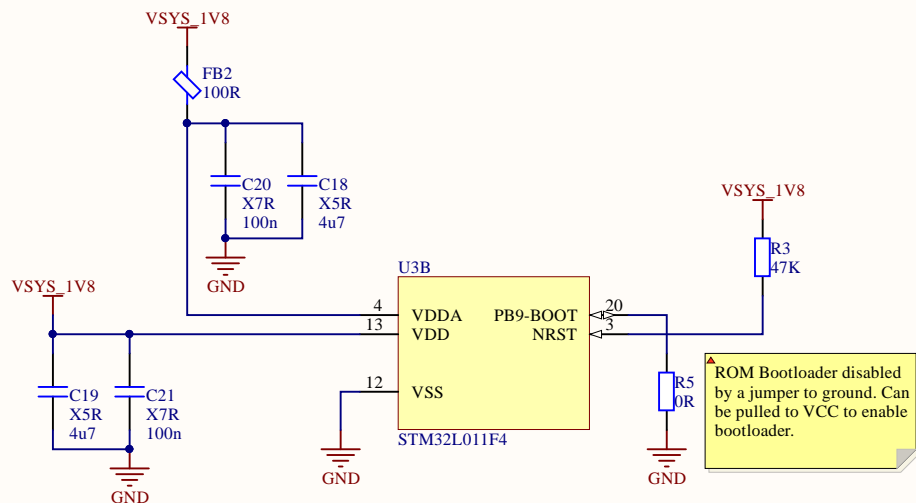 VSYS_1V8
FB2
100R
C20
X7R
100n
C18
X5R
4u7
GND
VSYS_1V8
R3
47K
VSYS_1V8
C19
X5R
4u7
C21
X7R
100n
GND
U3B
4
VDDA
13
VDD
12
VSS
PB9-BOOT
20
NRST
3
STM32L011F4
GND
R5
0R
GND
ROM Bootloader disabled
by a jumper to ground. Can
be pulled to VCC to enable
bootloader.